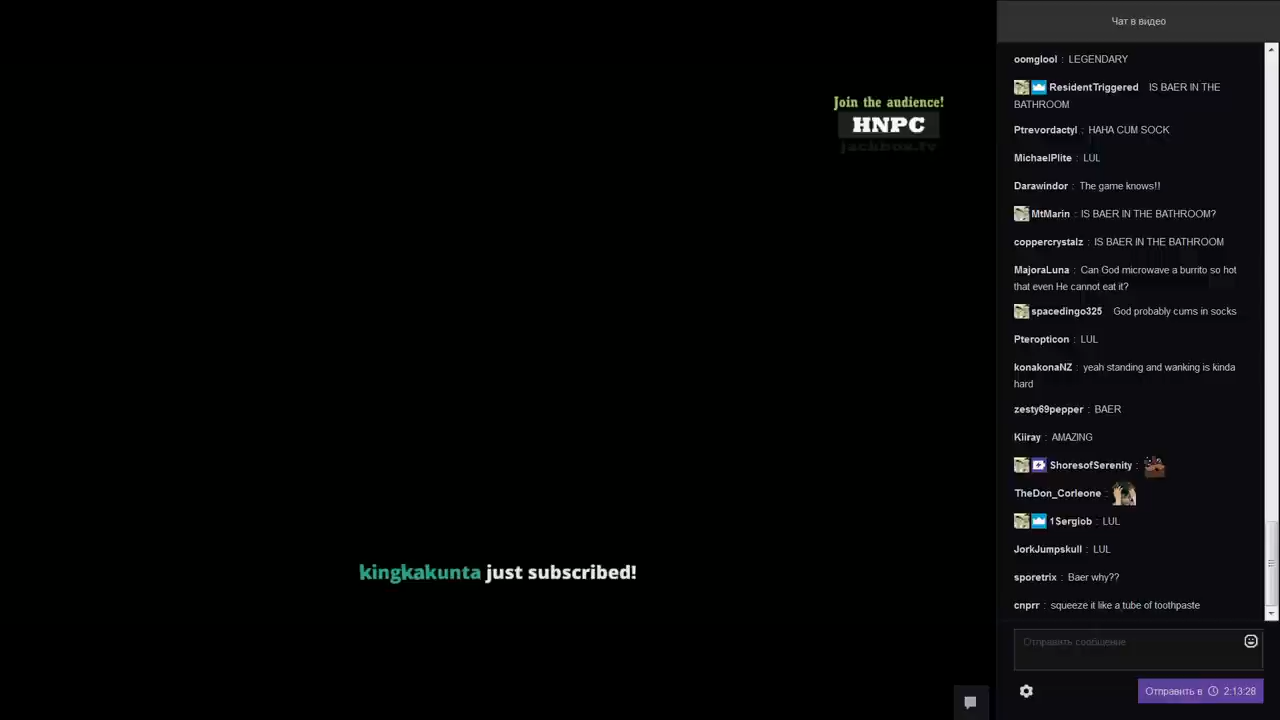 Join the audience!
HNPC
jackbox.tv
kingkakunta just subscribed!
Чат в видео
oomglool : LEGENDARY
ResidentTriggered IS BAER IN THE
BATHROOM
Ptrevordactyl : HAHA CUM SOCK
MichaelPlite : LUL
Darawindor : The game knows!!
MtMarin : IS BAER IN THE BATHROOM?
coppercrystalz : IS BAER IN THE BATHROOM
MajoraLuna : Can God microwave a burrito so hot
that even He cannot eat it?
spacedingo325 God probably cums in socks
Pteropticon : LUL
konakonaNZ : yeah standing and wanking is kinda
hard
zesty69pepper : BAER
Kiiray : AMAZING
ShoresofSerenity :
TheDon_Corleone :
1Sergiob : LUL
JorkJumpskull : LUL
sporetrix : Baer why??
cnprr : squeeze it like a tube of toothpaste
Отправить сообщение
Отправить в 2:13:28